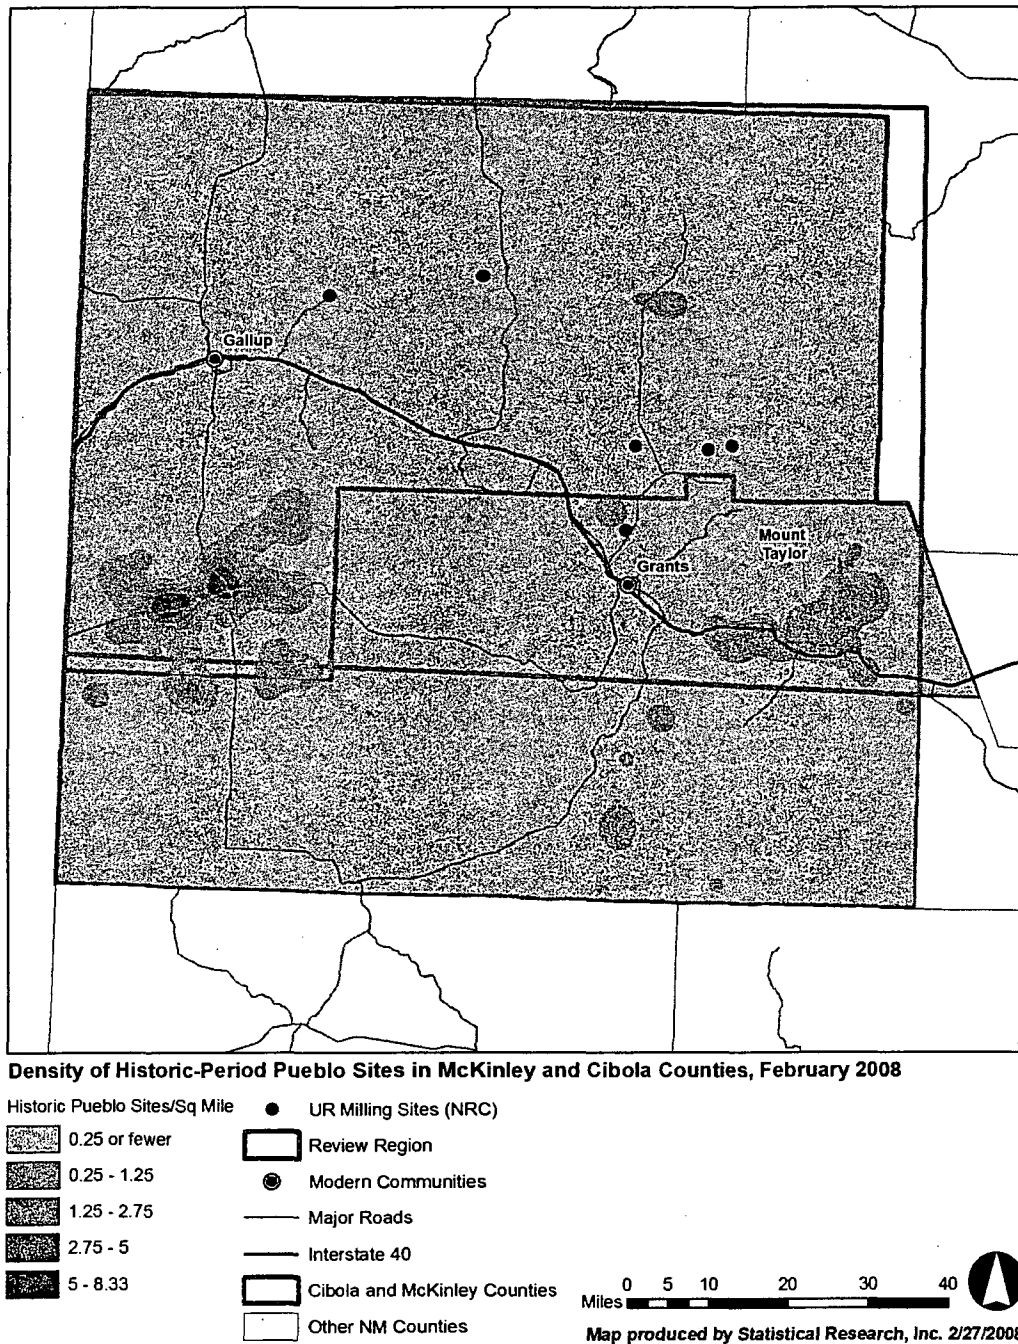 Gallup
Mount
Taylor
Grants
Density of Historic-Period Pueblo Sites in McKinley and Cibola Counties, February 2008
Historic Pueblo Sites/Sq Mile
0.25 or fewer
0.25 - 1.25
1.25 - 2.75
2.75 - 5
5 - 8.33
UR Milling Sites (NRC)
Review Region
Modern Communities
Major Roads
Interstate 40
Cibola and McKinley Counties
Other NM Counties
0 5 10 20 30 40
Miles
Map produced by Statistical Research, Inc. 2/27/2008